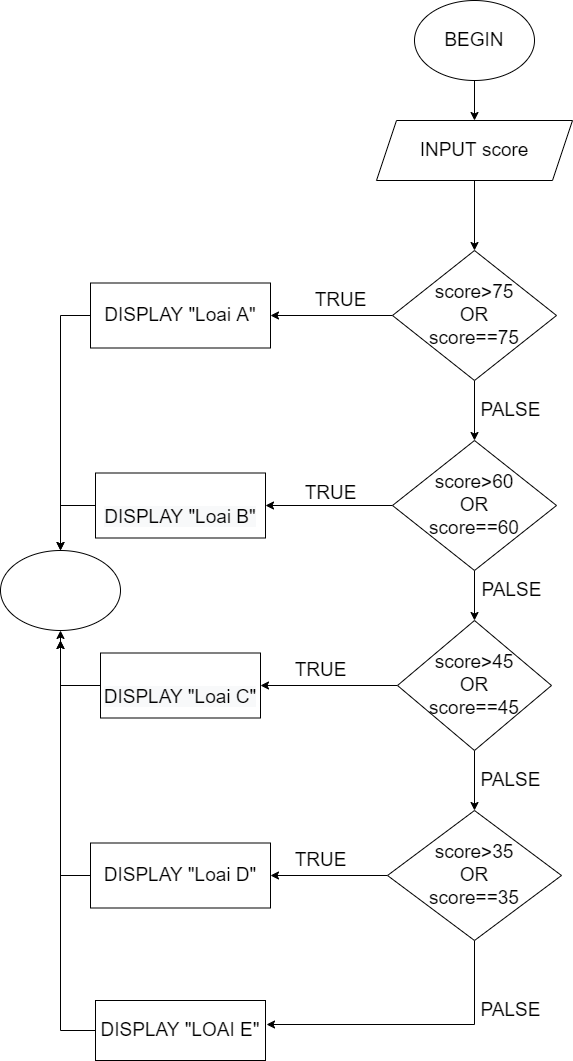 BEGIN
INPUT score
score>75
OR
score==75
TRUE
DISPLAY "Loai A"
PALSE
score>60
OR
score==60
TRUE
DISPLAY "Loai B"
PALSE
score>45
OR
score==45
TRUE
DISPLAY "Loai C"
PALSE
score>35
OR
score==35
TRUE
DISPLAY "Loai D"
PALSE
DISPLAY "LOAI E"